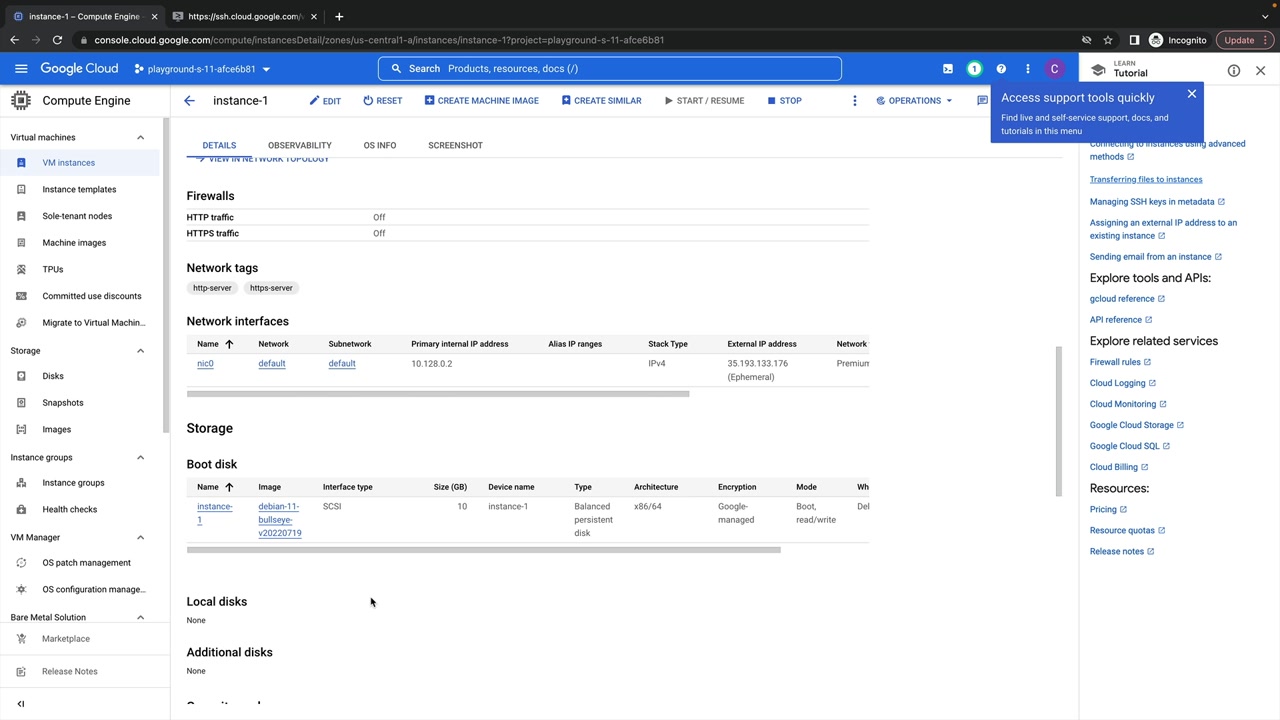 instance-1 – Compute Engine
https://ssh.cloud.google.com/
console.cloud.google.com/compute/instancesDetail/zones/us-central1-a/instances/instance-1?project=playground-s-11-afce6b81
Incognito
Update
Google Cloud
playground-s-11-afce6b81
Search Products, resources, docs (/)
1
C
LEARN
Tutorial
Compute Engine
instance-1
EDIT
RESET
CREATE MACHINE IMAGE
CREATE SIMILAR
START / RESUME
STOP
OPERATIONS
Access support tools quickly
Find live and self-service support, docs, and
tutorials in this menu
Virtual machines
VM instances
Instance templates
Sole-tenant nodes
Machine images
TPUs
Committed use discounts
Migrate to Virtual Machin...
Storage
Disks
Snapshots
Images
Instance groups
Instance groups
Health checks
VM Manager
OS patch management
OS configuration manage...
Bare Metal Solution
Marketplace
Release Notes
DETAILS
OBSERVABILITY
OS INFO
SCREENSHOT
VIEW IN NETWORK TOPOLOGY
Firewalls
HTTP traffic Off
HTTPS traffic Off
Network tags
http-server https-server
Network interfaces
Name Network Subnetwork Primary internal IP address Alias IP ranges Stack Type External IP address Network
nic0 default default 10.128.0.2 IPv4 35.193.133.176 Premium
(Ephemeral)
Storage
Boot disk
Name Image Interface type Size (GB) Device name Type Architecture Encryption Mode Wh
instance- debian-11- SCSI 10 instance-1 Balanced x86/64 Google- Boot, Del
1 bullseye- persistent managed read/write
v20220719 disk
Local disks
None
Additional disks
None
Connecting to instances using advanced
methods
Transferring files to instances
Managing SSH keys in metadata
Assigning an external IP address to an
existing instance
Sending email from an instance
Explore tools and APIs:
gcloud reference
API reference
Explore related services
Firewall rules
Cloud Logging
Cloud Monitoring
Google Cloud Storage
Google Cloud SQL
Cloud Billing
Resources:
Pricing
Resource quotas
Release notes